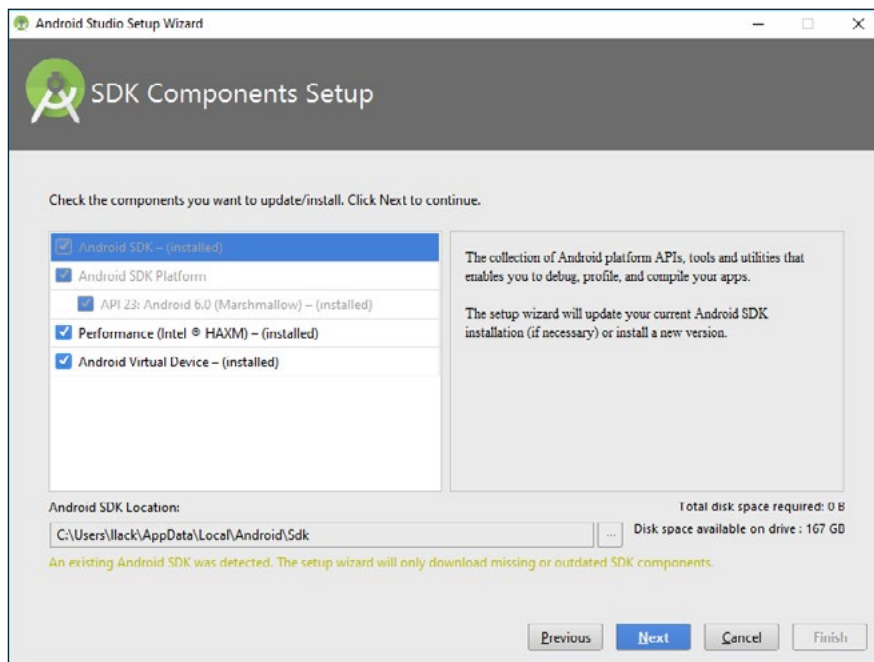 Android Studio Setup Wizard
SDK Components Setup
Check the components you want to update/install. Click Next to continue.
Android SDK – (installed)
Android SDK Platform
API 23: Android 6.0 (Marshmallow) – (installed)
Performance (Intel ® HAXM) – (installed)
Android Virtual Device – (installed)
The collection of Android platform APIs, tools and utilities that
enables you to debug, profile, and compile your apps.
The setup wizard will update your current Android SDK
installation (if necessary) or install a new version.
Android SDK Location:
Total disk space required: 0 B
C:\Users\llack\AppData\Local\Android\Sdk
...
Disk space available on drive : 167 GB
An existing Android SDK was detected. The setup wizard will only download missing or outdated SDK components.
Previous
Next
Cancel
Finish